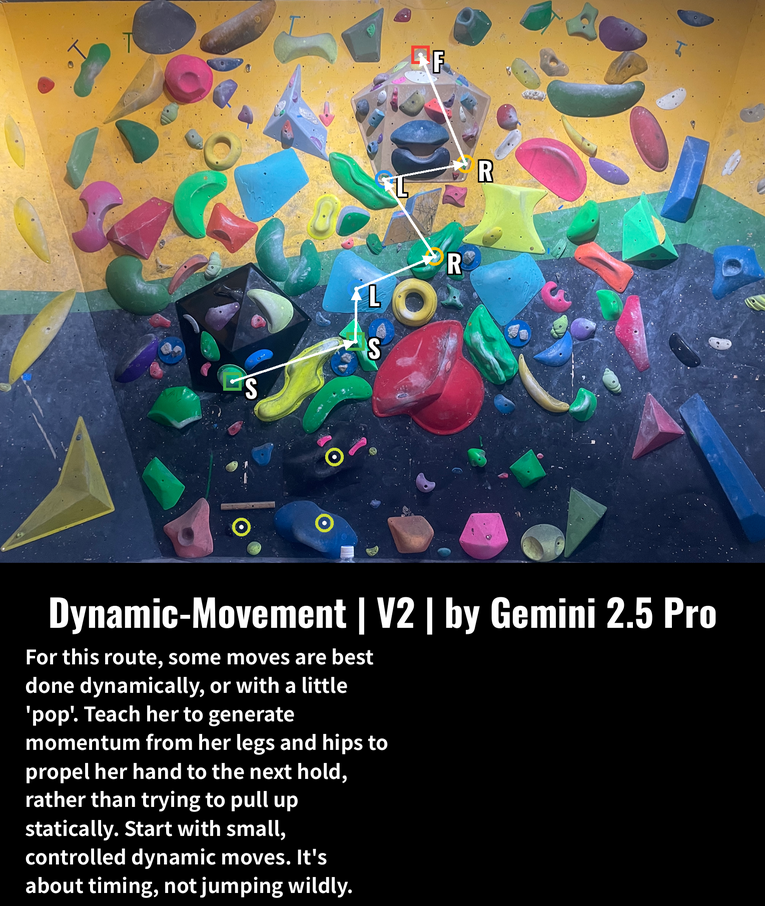 F
R
L
R
L
S
S
Dynamic-Movement | V2 | by Gemini 2.5 Pro
For this route, some moves are best
done dynamically, or with a little
'pop'. Teach her to generate
momentum from her legs and hips to
propel her hand to the next hold,
rather than trying to pull up
statically. Start with small,
controlled dynamic moves. It's
about timing, not jumping wildly.